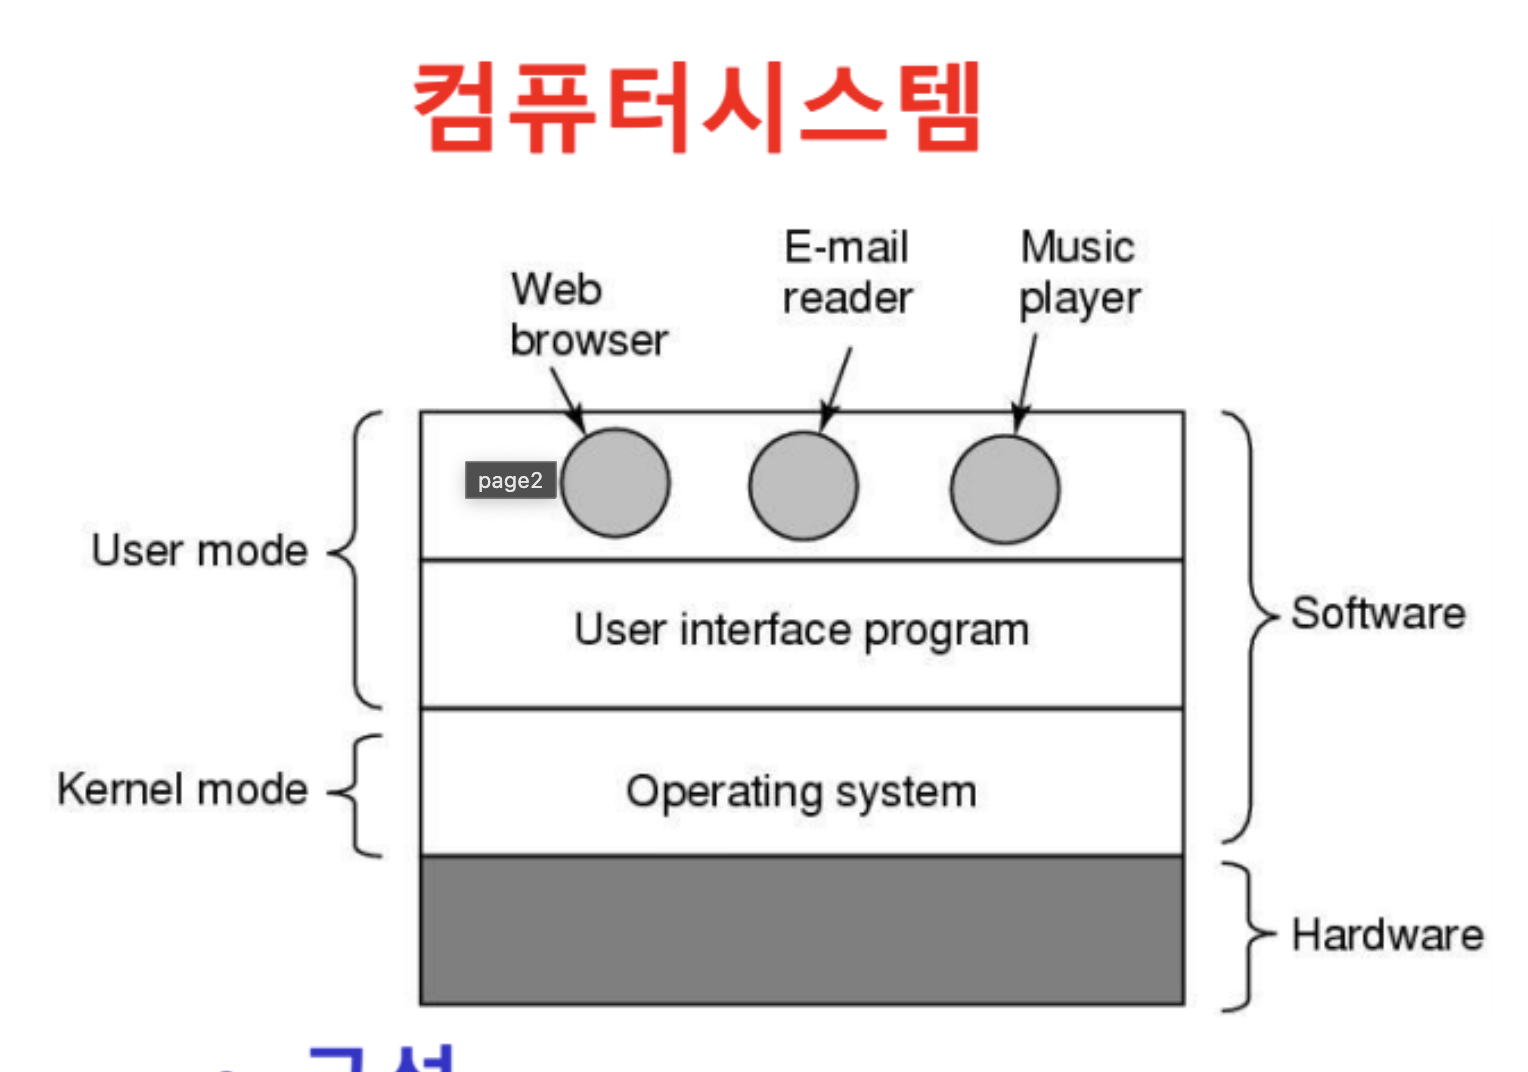 컴퓨터시스템
Web
browser
E-mail
reader
Music
player
page2
User mode
User interface program
Software
Kernel mode
Operating system
Hardware